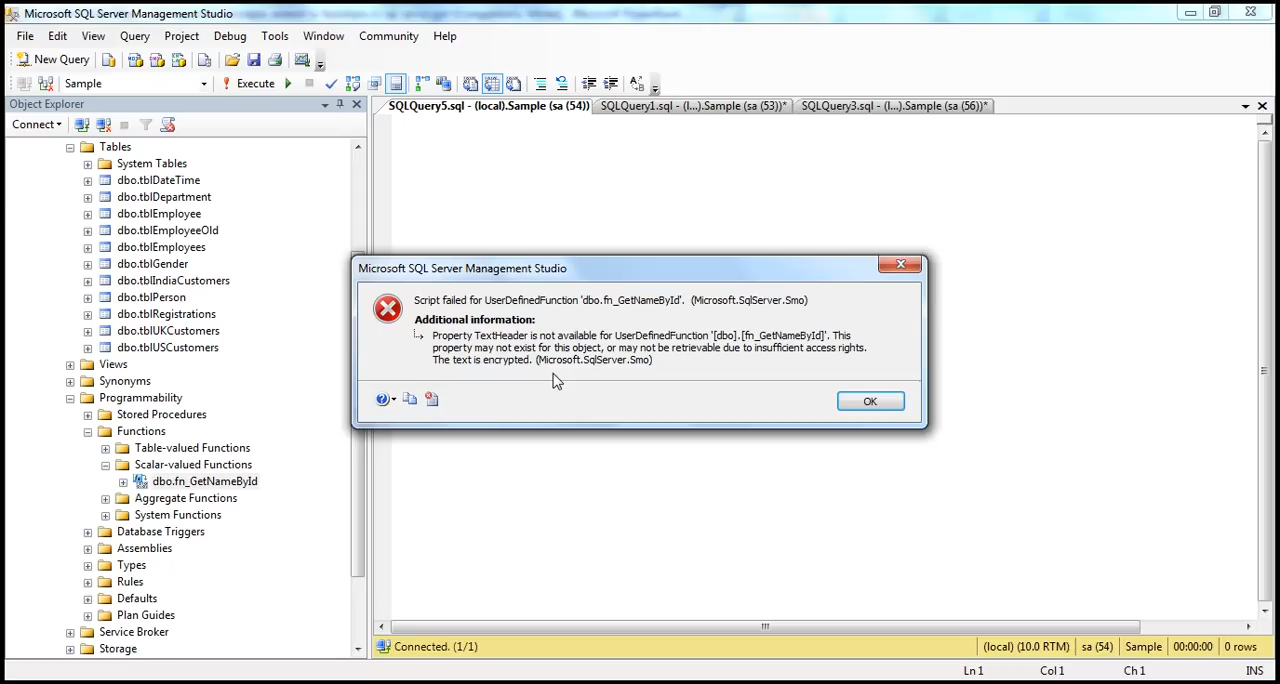 Microsoft SQL Server Management Studio
File Edit View Query Project Debug Tools Window Community Help
New Query
Sample Execute
Object Explorer
SQLQuery5.sql - (local).Sample (sa (54)) SQLQuery1.sql - (l...).Sample (sa (53))* SQLQuery3.sql - (l...).Sample (sa (56))*
Connect
Tables
System Tables
dbo.tblDateTime
dbo.tblDepartment
dbo.tblEmployee
dbo.tblEmployeeOld
dbo.tblEmployees
dbo.tblGender
dbo.tblIndiaCustomers
dbo.tblPerson
dbo.tblRegistrations
dbo.tblUKCustomers
dbo.tblUSCustomers
Views
Synonyms
Programmability
Stored Procedures
Functions
Table-valued Functions
Scalar-valued Functions
dbo.fn_GetNameById
Aggregate Functions
System Functions
Database Triggers
Assemblies
Types
Rules
Defaults
Plan Guides
Service Broker
Storage
Microsoft SQL Server Management Studio
Script failed for UserDefinedFunction 'dbo.fn_GetNameById'. (Microsoft.SqlServer.Smo)
Additional information:
Property TextHeader is not available for UserDefinedFunction '[dbo].[fn_GetNameById]'. This
property may not exist for this object, or may not be retrievable due to insufficient access rights.
The text is encrypted. (Microsoft.SqlServer.Smo)
OK
Connected. (1/1) (local) (10.0 RTM) sa (54) Sample 00:00:00 0 rows
Ln 1 Col 1 Ch 1 INS